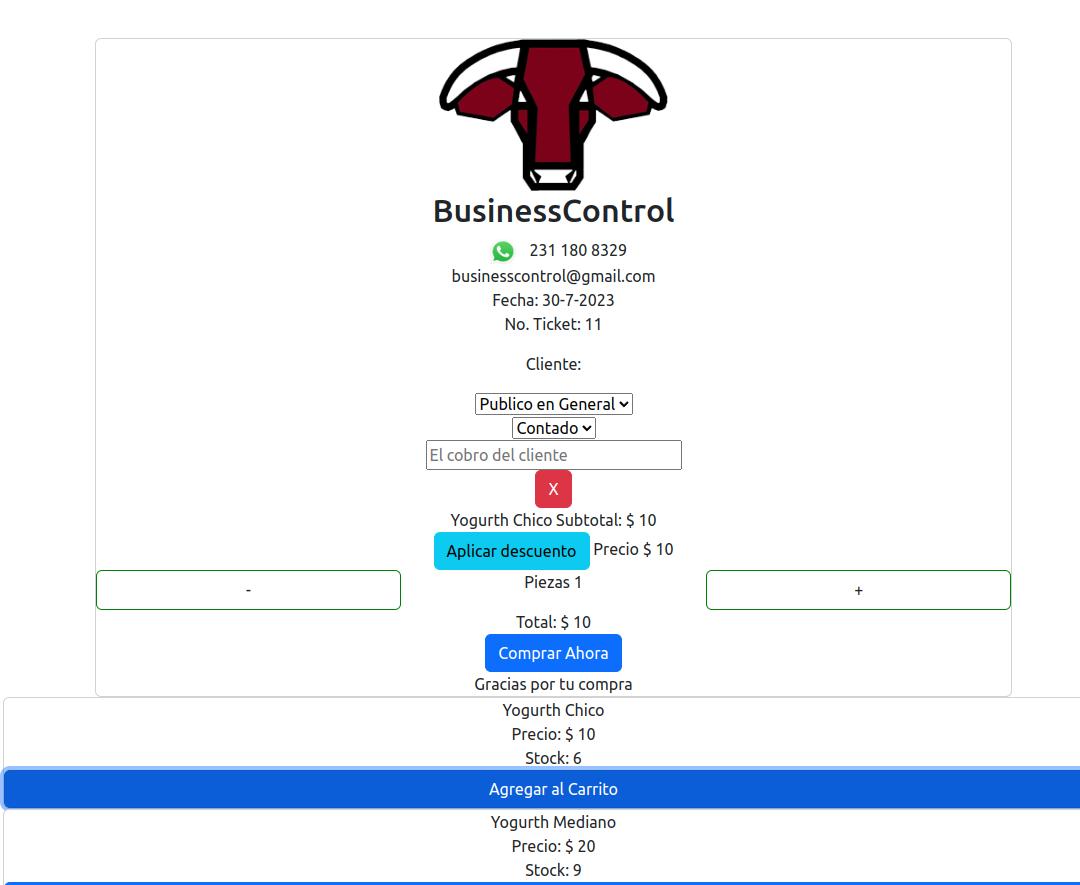 BusinessControl
231 180 8329
businesscontrol@gmail.com
Fecha: 30-7-2023
No. Ticket: 11
Cliente:
Publico en General
Contado
El cobro del cliente
X
Yogurth Chico Subtotal: $ 10
Aplicar descuento Precio $ 10
- Piezas 1 +
Total: $ 10
Comprar Ahora
Gracias por tu compra
Yogurth Chico
Precio: $ 10
Stock: 6
Agregar al Carrito
Yogurth Mediano
Precio: $ 20
Stock: 9